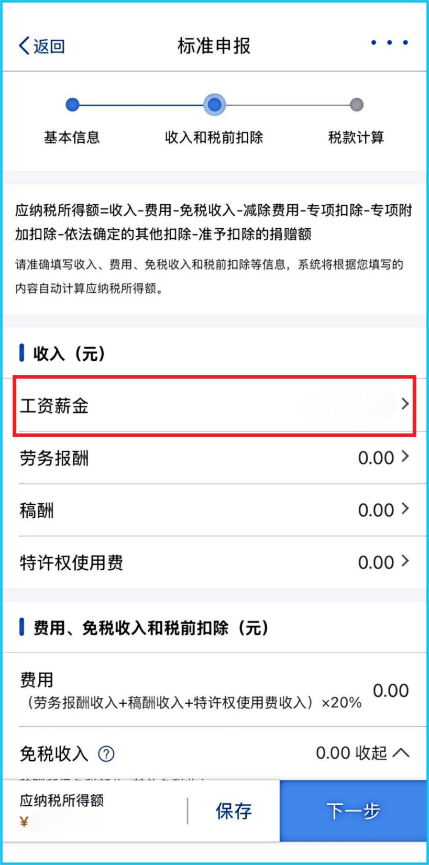 返回
标准申报
基本信息
收入和税前扣除
税款计算
应纳税所得额=收入-费用-免税收入-减除费用-专项扣除-专项附
加扣除-依法确定的其他扣除-准予扣除的捐赠额
请准确填写收入、费用、免税收入和税前扣除等信息，系统将根据您填写的
内容自动计算应纳税所得额。
收入（元）
工资薪金
劳务报酬 0.00
稿酬 0.00
特许权使用费 0.00
费用、免税收入和税前扣除（元）
费用
（劳务报酬收入+稿酬收入+特许权使用费收入）×20% 0.00
免税收入 ? 0.00 收起
应纳税所得额
¥
保存
下一步